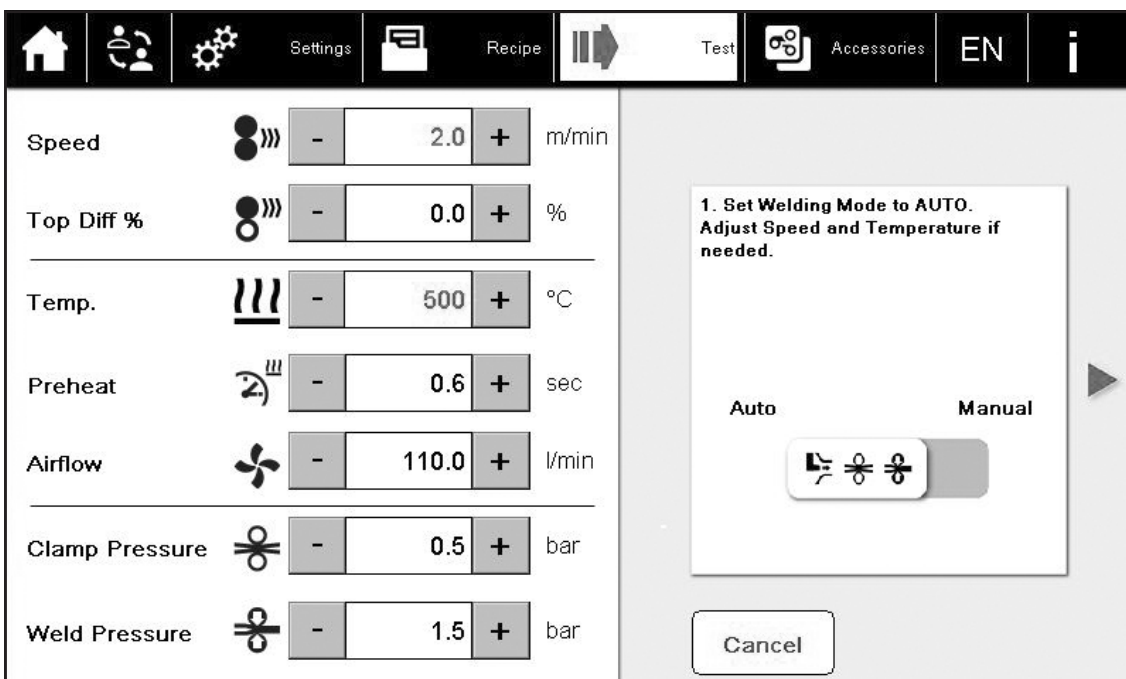 Settings
Recipe
Test
Accessories
EN
i
Speed - 2.0 + m/min
Top Diff % - 0.0 + %
Temp. - 500 + °C
Preheat - 0.6 + sec
Airflow - 110.0 + l/min
Clamp Pressure - 0.5 + bar
Weld Pressure - 1.5 + bar
1. Set Welding Mode to AUTO.
Adjust Speed and Temperature if
needed.
Auto Manual
Cancel